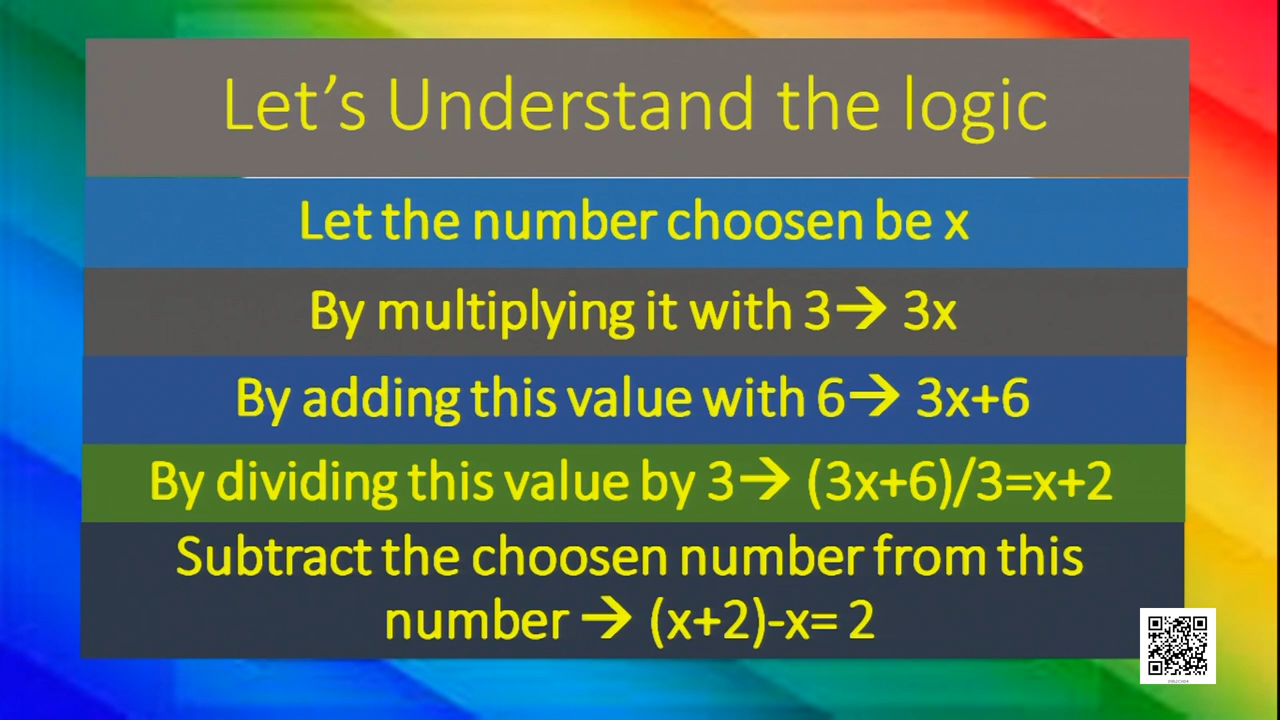 Let’s Understand the logic
Let the number choosen be x
By multiplying it with 3→ 3x
By adding this value with 6→ 3x+6
By dividing this value by 3→ (3x+6)/3=x+2
Subtract the choosen number from this
number → (x+2)-x= 2